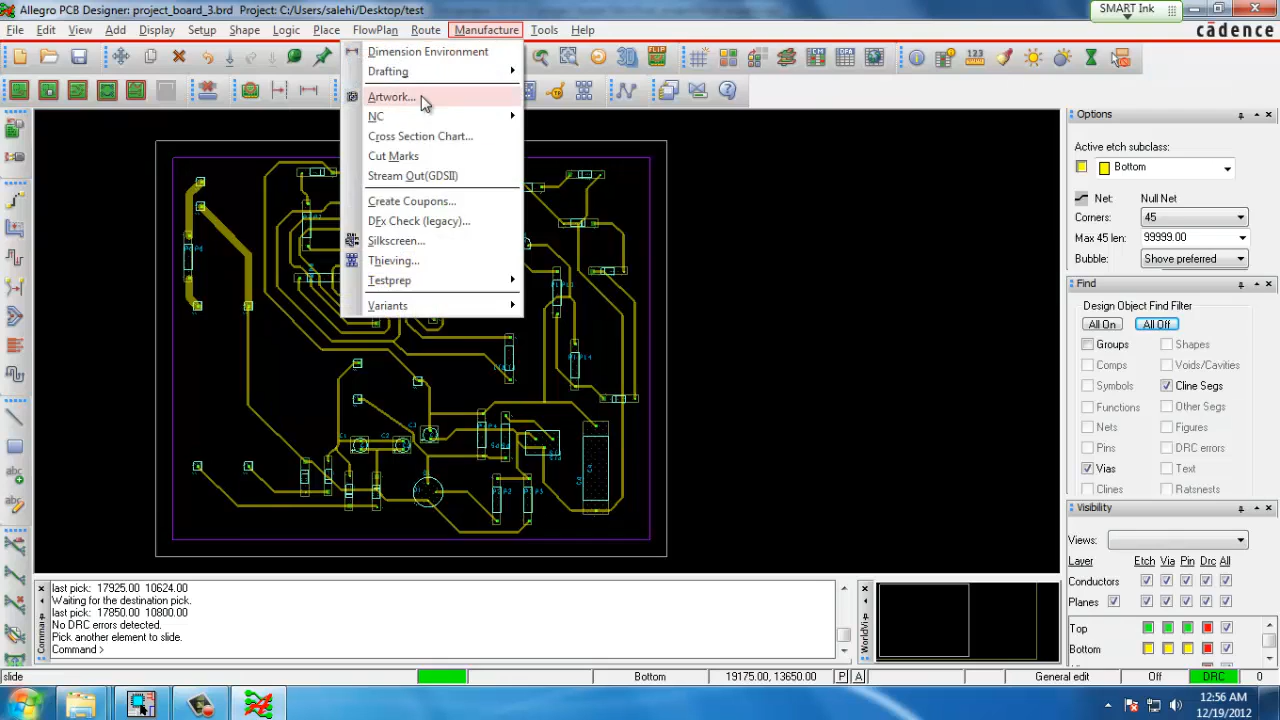 Allegro PCB Designer: project_board_3.brd Project: C:/Users/salehi/Desktop/test
SMART Ink
File Edit View Add Display Setup Shape Logic Place FlowPlan Route Manufacture Tools Help
cādence
Dimension Environment
Drafting
Artwork...
NC
Cross Section Chart...
Cut Marks
Stream Out(GDSII)
Create Coupons...
DFx Check (legacy)...
Silkscreen...
Thieving...
Testprep
Variants
Options
Active etch subclass:
Bottom
Net: Null Net
Corners: 45
Max 45 len: 99999.00
Bubble: Shove preferred
Find
Design Object Find Filter
All On All Off
Groups Shapes
Comps Voids/Cavities
Symbols Cline Segs
Functions Other Segs
Nets Figures
Pins DRC errors
Vias Text
Clines Ratsnests
Visibility
Views:
Layer Etch Via Pin Drc All
Conductors
Planes
Top
Bottom
last pick: 17925.00 10624.00
Waiting for the destination pick.
last pick: 17850.00 10800.00
No DRC errors detected.
Pick another element to slide.
Command >
WorldVi
slide Bottom 19175.00, 13650.00 P A General edit Off DRC
12:56 AM
12/19/2012